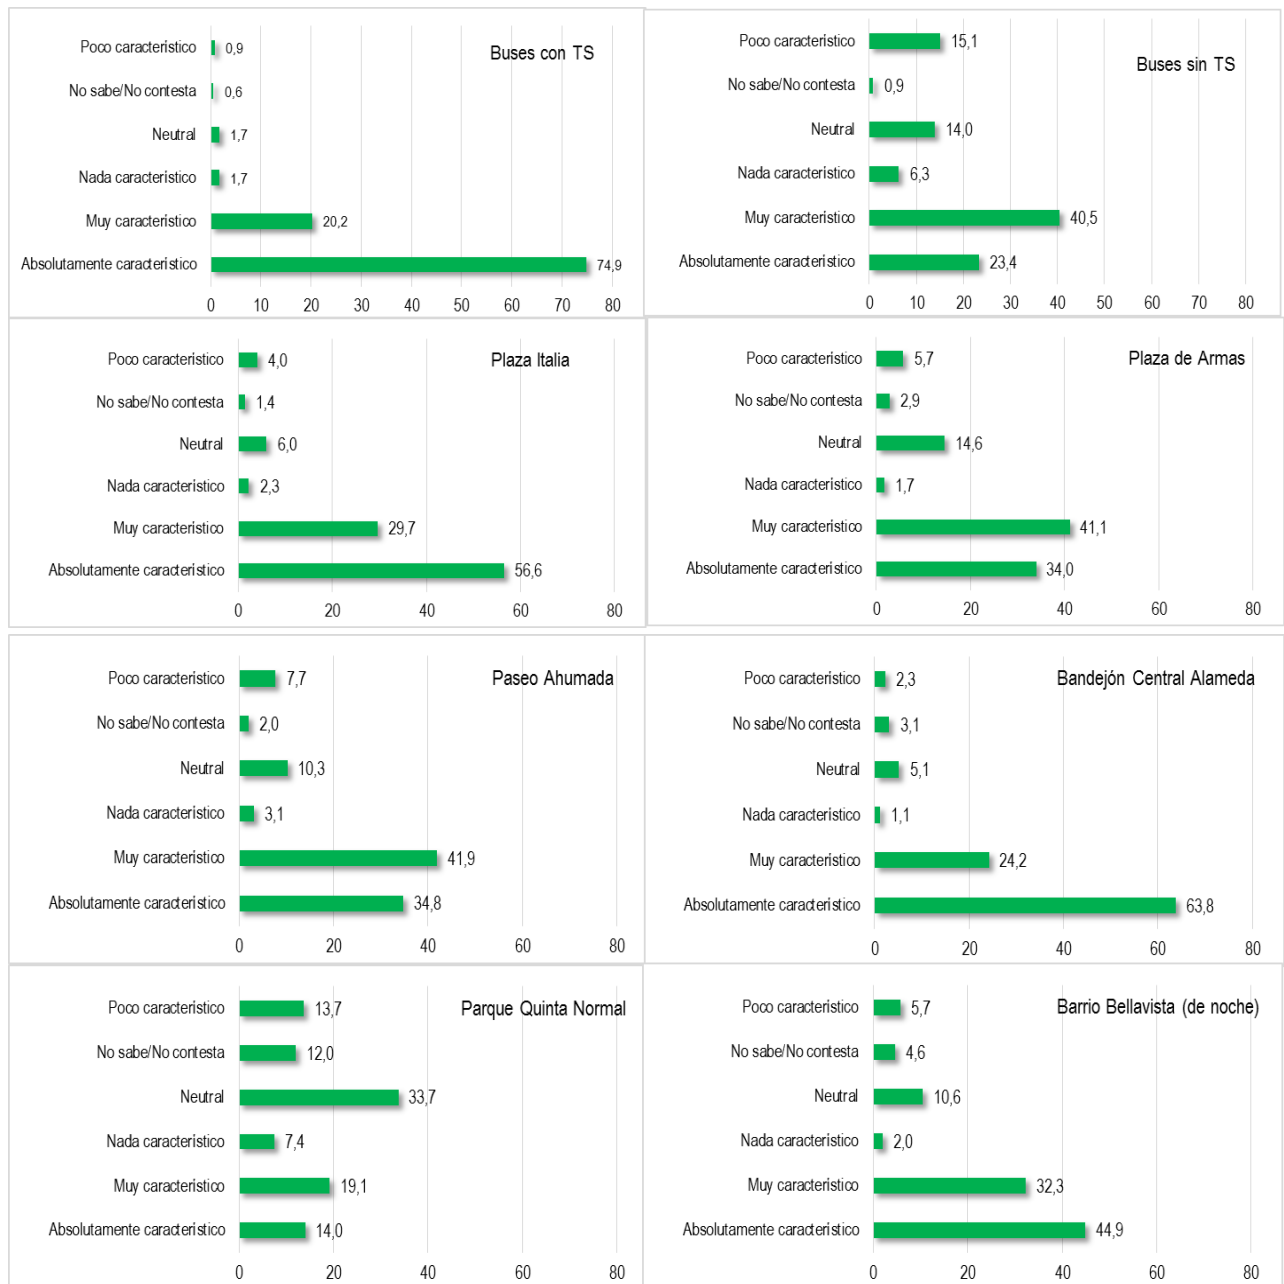 Buses con TS
Poco característico 0,9
No sabe/No contesta 0,6
Neutral 1,7
Nada característico 1,7
Muy característico 20,2
Absolutamente característico 74,9
0 10 20 30 40 50 60 70 80
Buses sin TS
Poco característico 15,1
No sabe/No contesta 0,9
Neutral 14,0
Nada característico 6,3
Muy característico 40,5
Absolutamente característico 23,4
0 10 20 30 40 50 60 70 80
Plaza Italia
Poco característico 4,0
No sabe/No contesta 1,4
Neutral 6,0
Nada característico 2,3
Muy característico 29,7
Absolutamente característico 56,6
0 20 40 60 80
Plaza de Armas
Poco característico 5,7
No sabe/No contesta 2,9
Neutral 14,6
Nada característico 1,7
Muy característico 41,1
Absolutamente característico 34,0
0 20 40 60 80
Paseo Ahumada
Poco característico 7,7
No sabe/No contesta 2,0
Neutral 10,3
Nada característico 3,1
Muy característico 41,9
Absolutamente característico 34,8
0 20 40 60 80
Bandejón Central Alameda
Poco característico 2,3
No sabe/No contesta 3,1
Neutral 5,1
Nada característico 1,1
Muy característico 24,2
Absolutamente característico 63,8
0 20 40 60 80
Parque Quinta Normal
Poco característico 13,7
No sabe/No contesta 12,0
Neutral 33,7
Nada característico 7,4
Muy característico 19,1
Absolutamente característico 14,0
0 20 40 60 80
Barrio Bellavista (de noche)
Poco característico 5,7
No sabe/No contesta 4,6
Neutral 10,6
Nada característico 2,0
Muy característico 32,3
Absolutamente característico 44,9
0 20 40 60 80